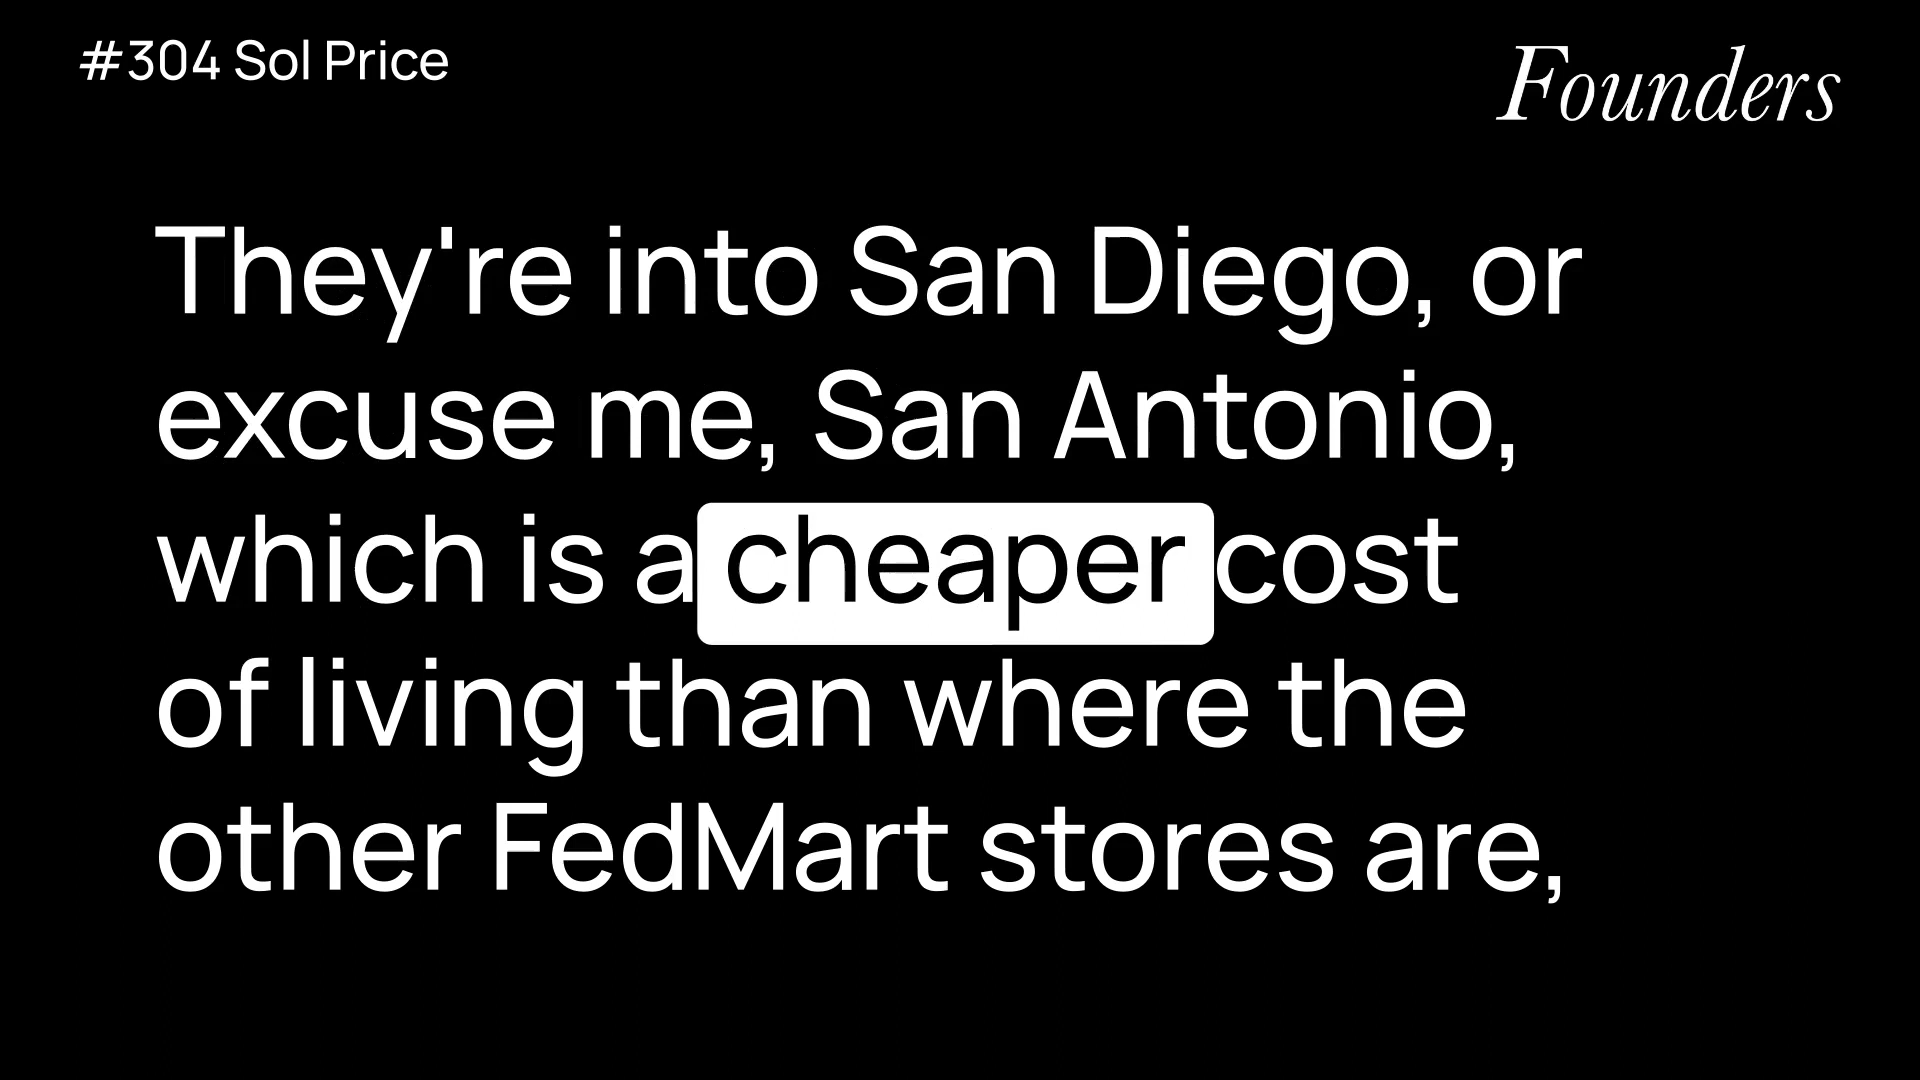 #304 Sol Price
Founders
They're into San Diego, or
excuse me, San Antonio,
which is a cheaper cost
of living than where the
other FedMart stores are,